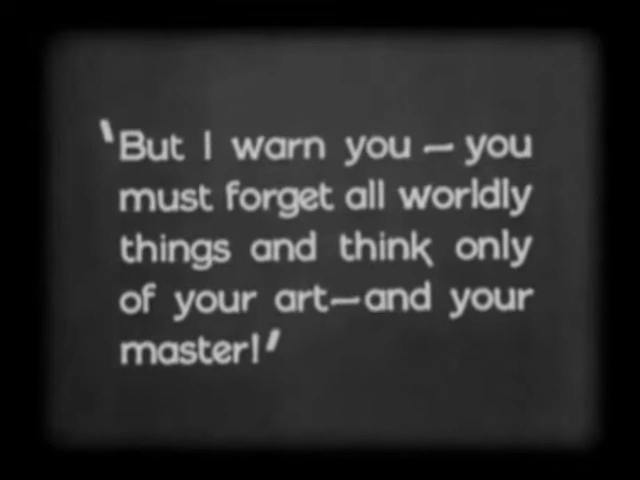 'But I warn you — you
must forget all worldly
things and think only
of your art—and your
master!'